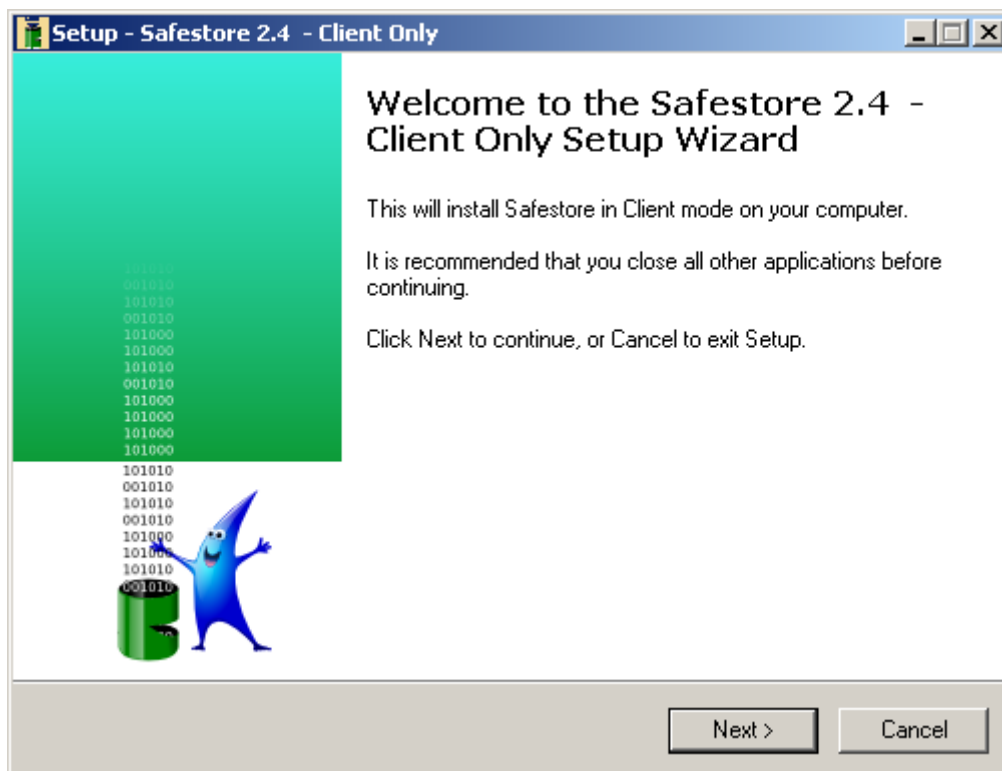 Setup - Safestore 2.4 - Client Only
Welcome to the Safestore 2.4 -
Client Only Setup Wizard
This will install Safestore in Client mode on your computer.
It is recommended that you close all other applications before
continuing.
Click Next to continue, or Cancel to exit Setup.
101010
001010
101010
001010
101000
101000
101010
001010
101000
101000
101000
101000
101010
001010
101010
001010
101000
101000
101010
001010
Next >
Cancel